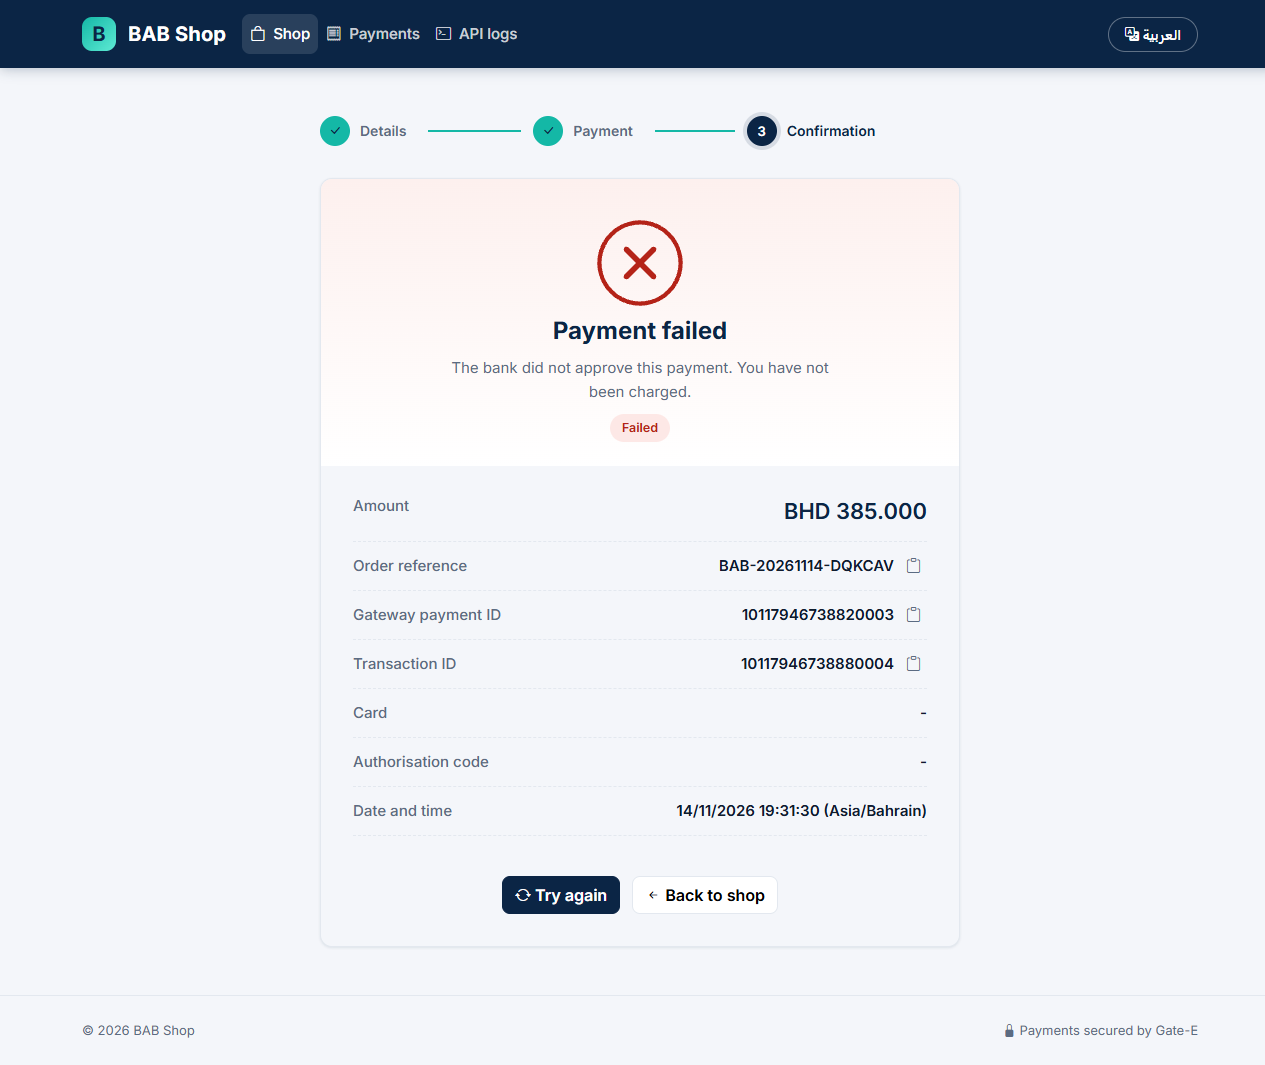 B BAB Shop Shop Payments API logs العربية
Details Payment 3 Confirmation
Payment failed
The bank did not approve this payment. You have not
been charged.
Failed
Amount BHD 385.000
Order reference BAB-20261114-DQKCAV
Gateway payment ID 10117946738820003
Transaction ID 10117946738880004
Card -
Authorisation code -
Date and time 14/11/2026 19:31:30 (Asia/Bahrain)
Try again Back to shop
© 2026 BAB Shop Payments secured by Gate-E